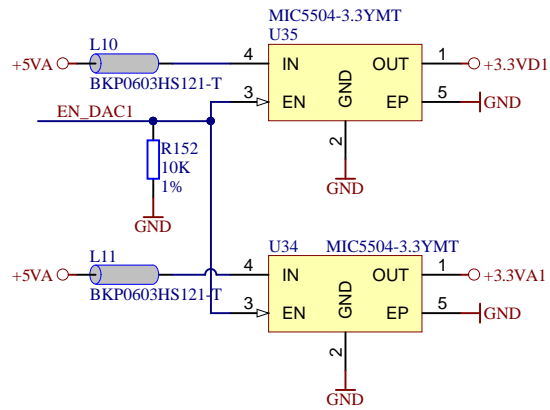 MIC5504-3.3YMT
U35
L10
+5VA
BKP0603HS121-T
4 IN OUT 1 +3.3VD1
3 EN GND EP 5 GND
2
GND
EN_DAC1
R152
10K
1%
GND
U34 MIC5504-3.3YMT
L11
+5VA
BKP0603HS121-T
4 IN OUT 1 +3.3VA1
3 EN GND EP 5 GND
2
GND